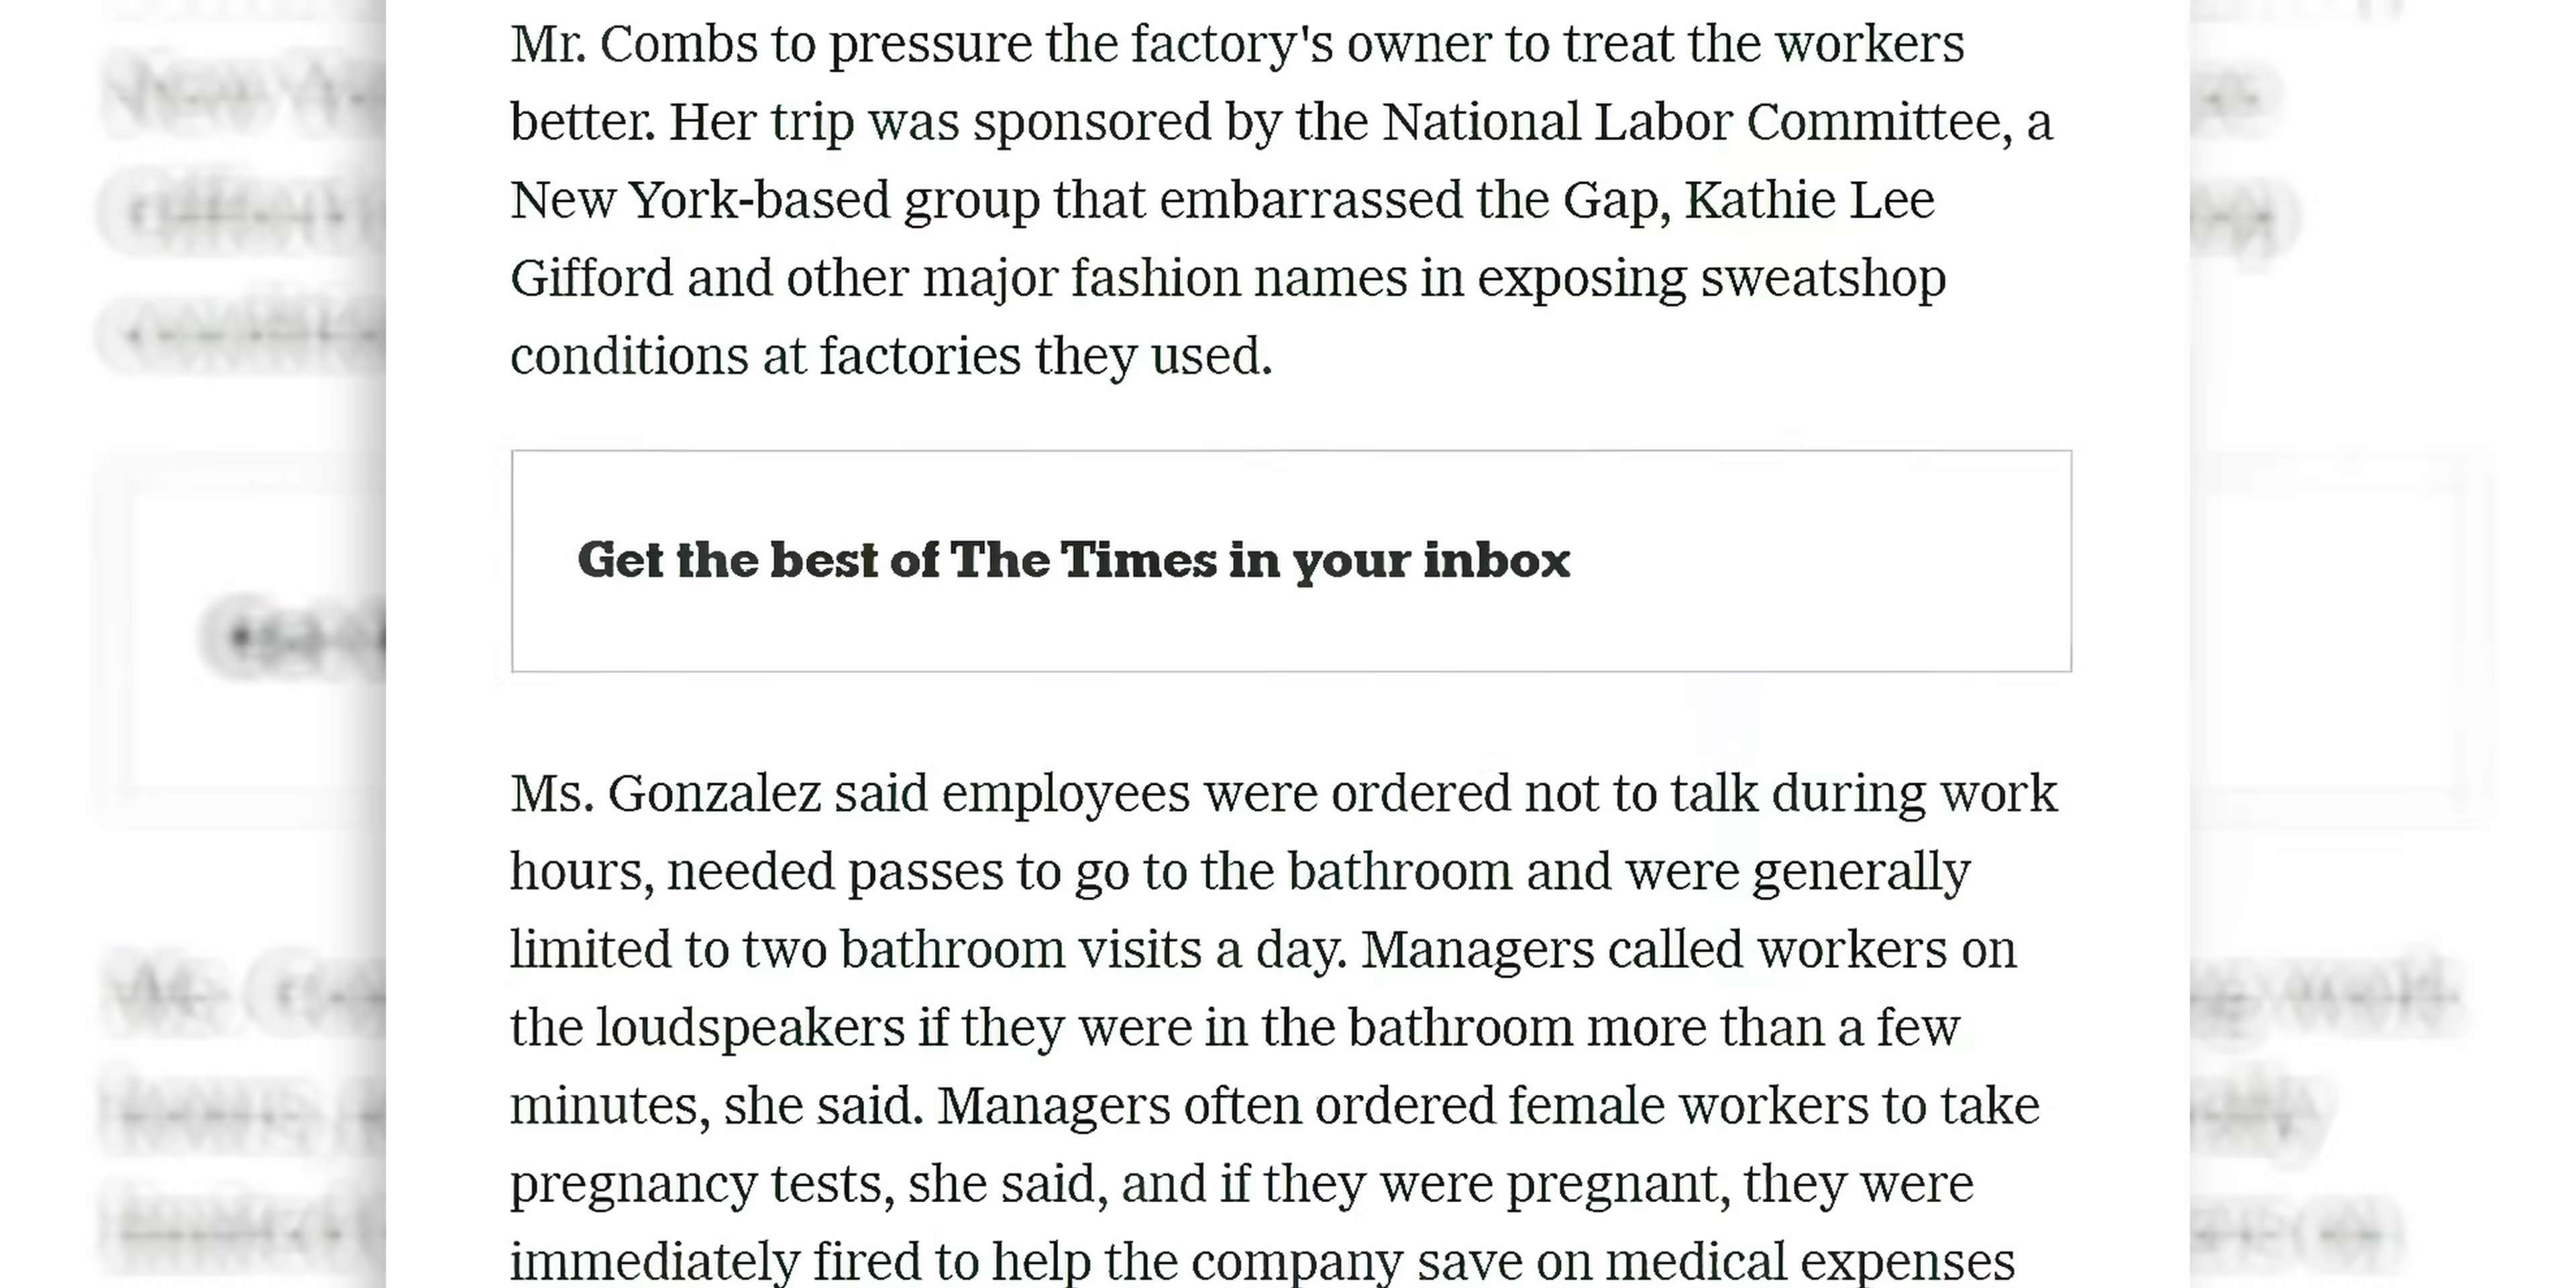 Mr. Combs to pressure the factory's owner to treat the workers
better. Her trip was sponsored by the National Labor Committee, a
New York-based group that embarrassed the Gap, Kathie Lee
Gifford and other major fashion names in exposing sweatshop
conditions at factories they used.
Get the best of The Times in your inbox
Ms. Gonzalez said employees were ordered not to talk during work
hours, needed passes to go to the bathroom and were generally
limited to two bathroom visits a day. Managers called workers on
the loudspeakers if they were in the bathroom more than a few
minutes, she said. Managers often ordered female workers to take
pregnancy tests, she said, and if they were pregnant, they were
immediately fired to help the company save on medical expenses